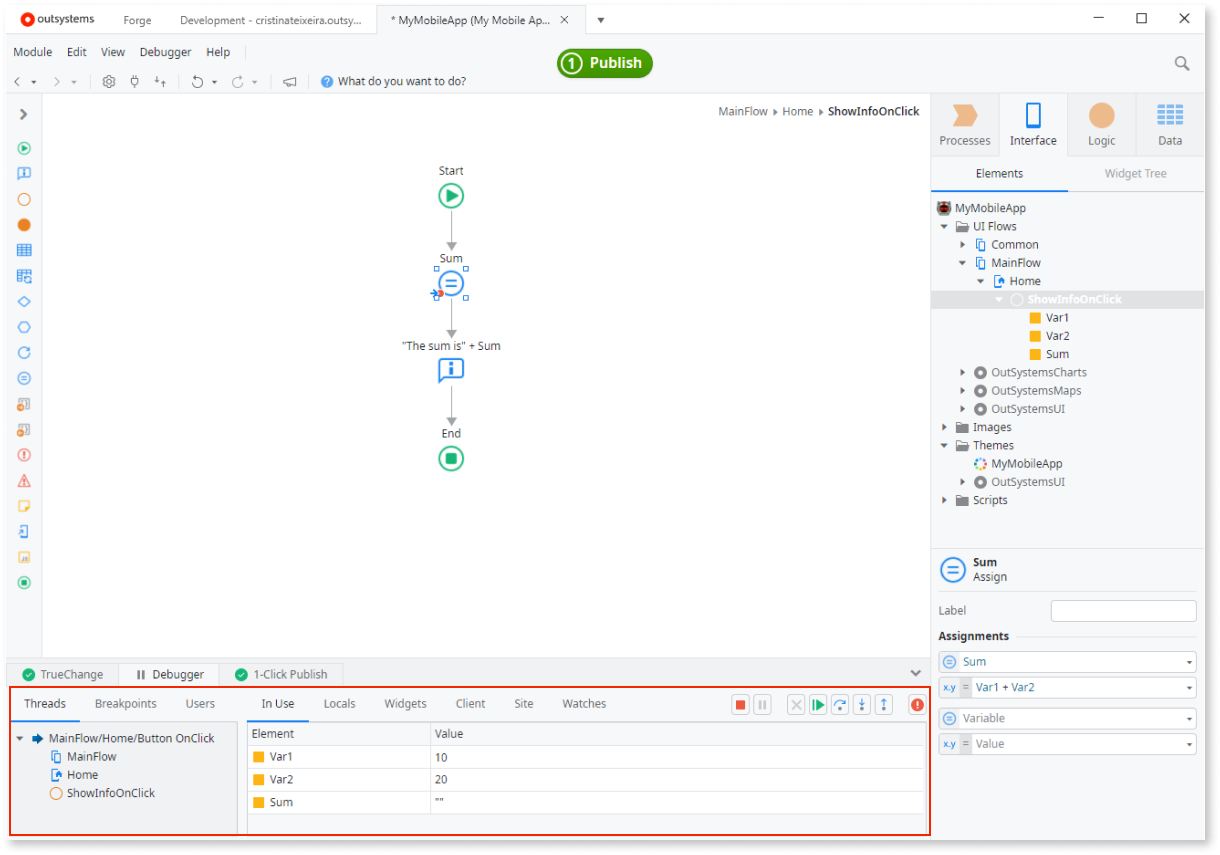 outsystems
Forge
Development - cristinateixeira.outsy...
* MyMobileApp (My Mobile Ap...
Module Edit View Debugger Help
1 Publish
What do you want to do?
MainFlow Home ShowInfoOnClick
Start
Sum
"The sum is" + Sum
End
Processes Interface Logic Data
Elements Widget Tree
MyMobileApp
UI Flows
Common
MainFlow
Home
ShowInfoOnClick
Var1
Var2
Sum
OutSystemsCharts
OutSystemsMaps
OutSystemsUI
Images
Themes
MyMobileApp
OutSystemsUI
Scripts
Sum
Assign
Label
Assignments
Sum
x.y = Var1 + Var2
Variable
x.y = Value
TrueChange Debugger 1-Click Publish
Threads Breakpoints Users
MainFlow/Home/Button OnClick
MainFlow
Home
ShowInfoOnClick
In Use Locals Widgets Client Site Watches
Element Value
Var1 10
Var2 20
Sum ""